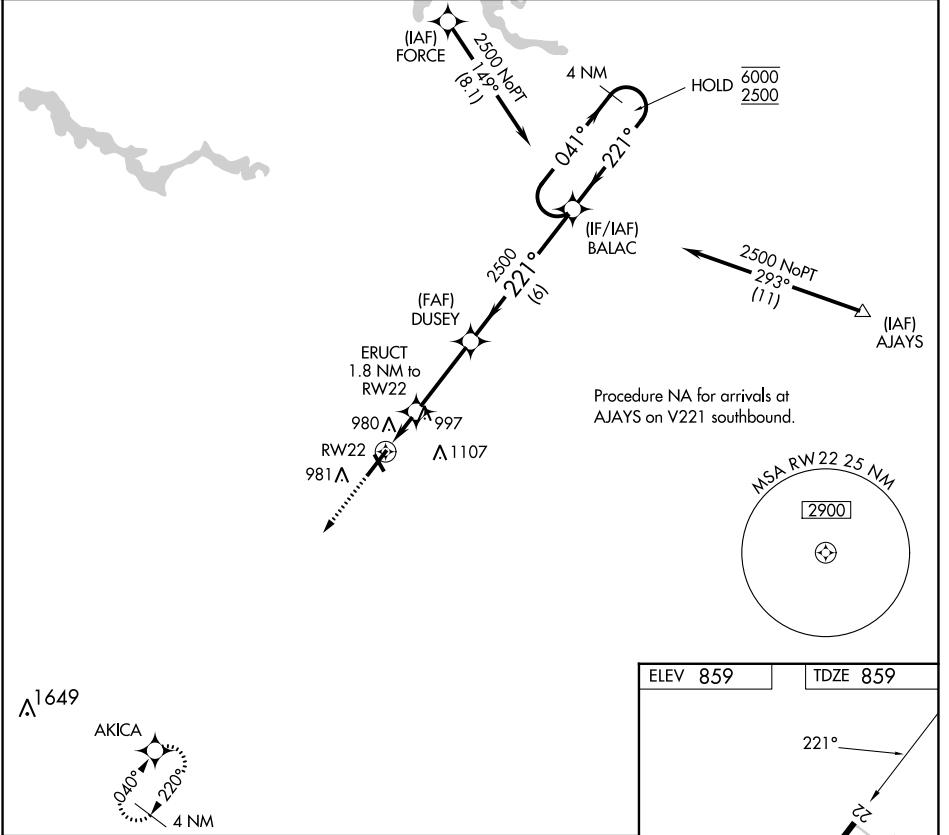 (IAF)
FORCE
2500 NoPT
149°
(8.1)
4 NM
HOLD 6000
2500
041°
221°
(IF/IAF)
BALAC
2500
221°
(6)
2500 NoPT
293°
(11)
(IAF)
AJAYS
(FAF)
DUSEY
ERUCT
1.8 NM to
RW22
Procedure NA for arrivals at
AJAYS on V221 southbound.
980
997
RW22
1107
981
MSA RW 22 25 NM
2900
ELEV 859
TDZE 859
221°
22
1649
AKICA
040°
220°
4 NM